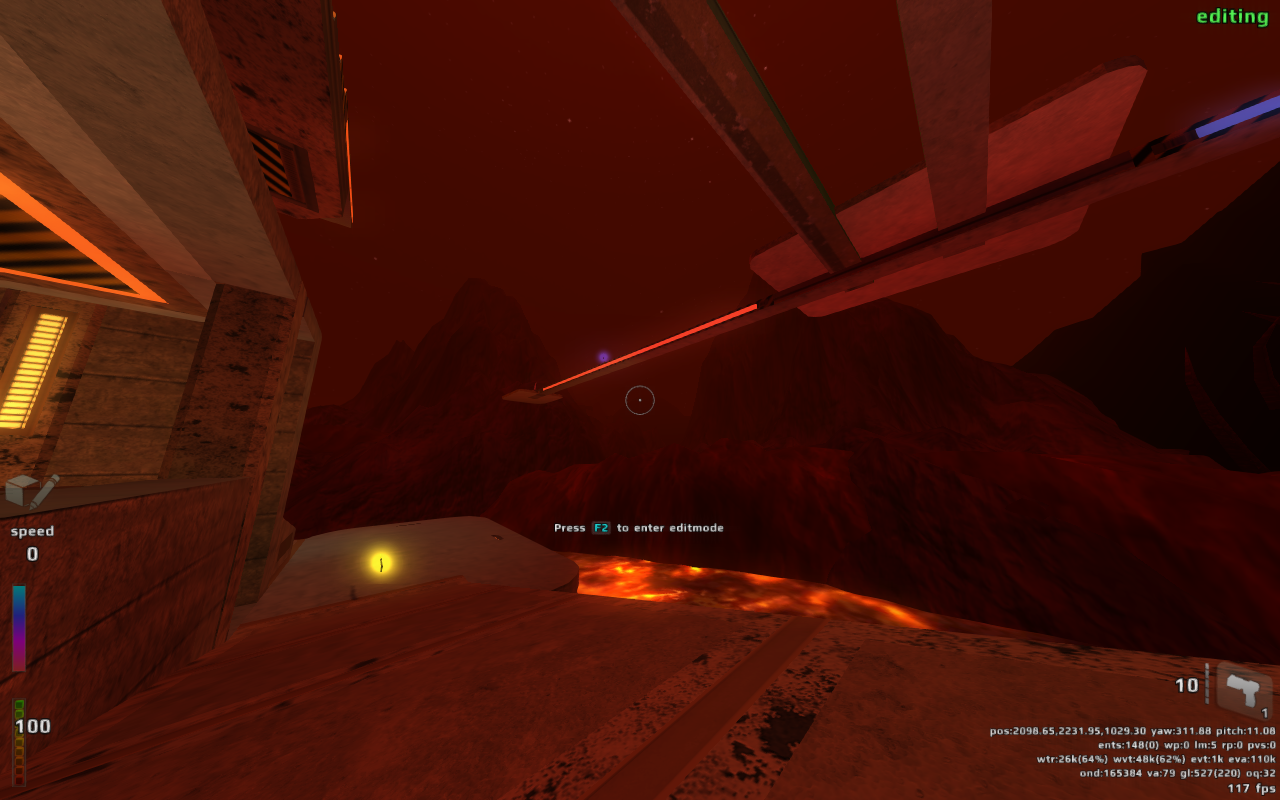 editing
speed
0
Press F2 to enter editmode
100
10
1
pos:2098.65,2231.95,1029.30 yaw:311.88 pitch:11.08
ents:148(0) wp:0 lm:5 rp:0 pvs:0
wtr:26k(64%) wvt:48k(62%) evt:1k eva:110k
ond:165384 va:79 gl:527(220) oq:32
117 fps